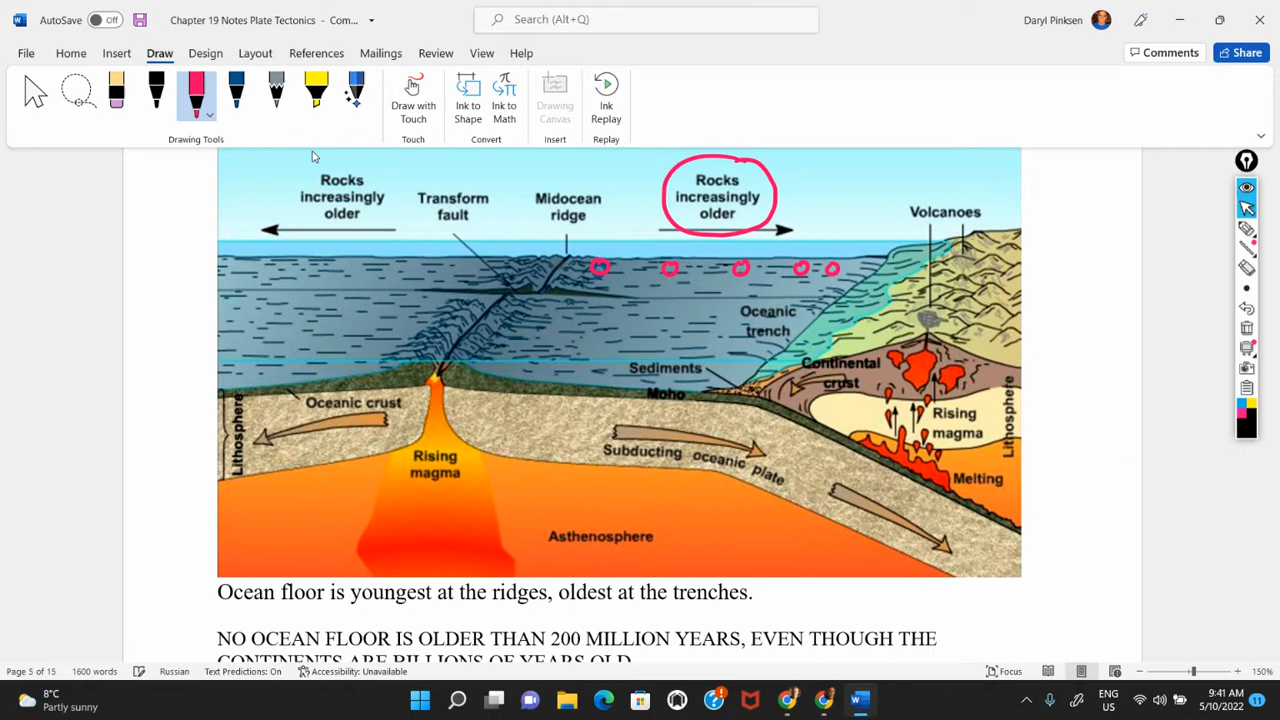 AutoSave Off Chapter 19 Notes Plate Tectonics - Com... Search (Alt+Q) Daryl Pinksen
File Home Insert Draw Design Layout References Mailings Review View Help Comments Share
Draw with Touch
Ink to Shape
Ink to Math
Drawing Canvas
Ink Replay
Drawing Tools Touch Convert Insert Replay
Rocks increasingly older
Transform fault
Midocean ridge
Rocks increasingly older
Volcanoes
Oceanic trench
Sediments
Moho
Continental crust
Oceanic crust
Lithosphere
Rising magma
Subducting oceanic plate
Rising magma
Lithosphere
Melting
Asthenosphere
Ocean floor is youngest at the ridges, oldest at the trenches.
NO OCEAN FLOOR IS OLDER THAN 200 MILLION YEARS, EVEN THOUGH THE
CONTINENTS ARE BILLIONS OF YEARS OLD
Page 5 of 15 1600 words Russian Text Predictions: On Accessibility: Unavailable Focus 150%
8°C
Partly sunny
ENG
US
9:41 AM
5/10/2022